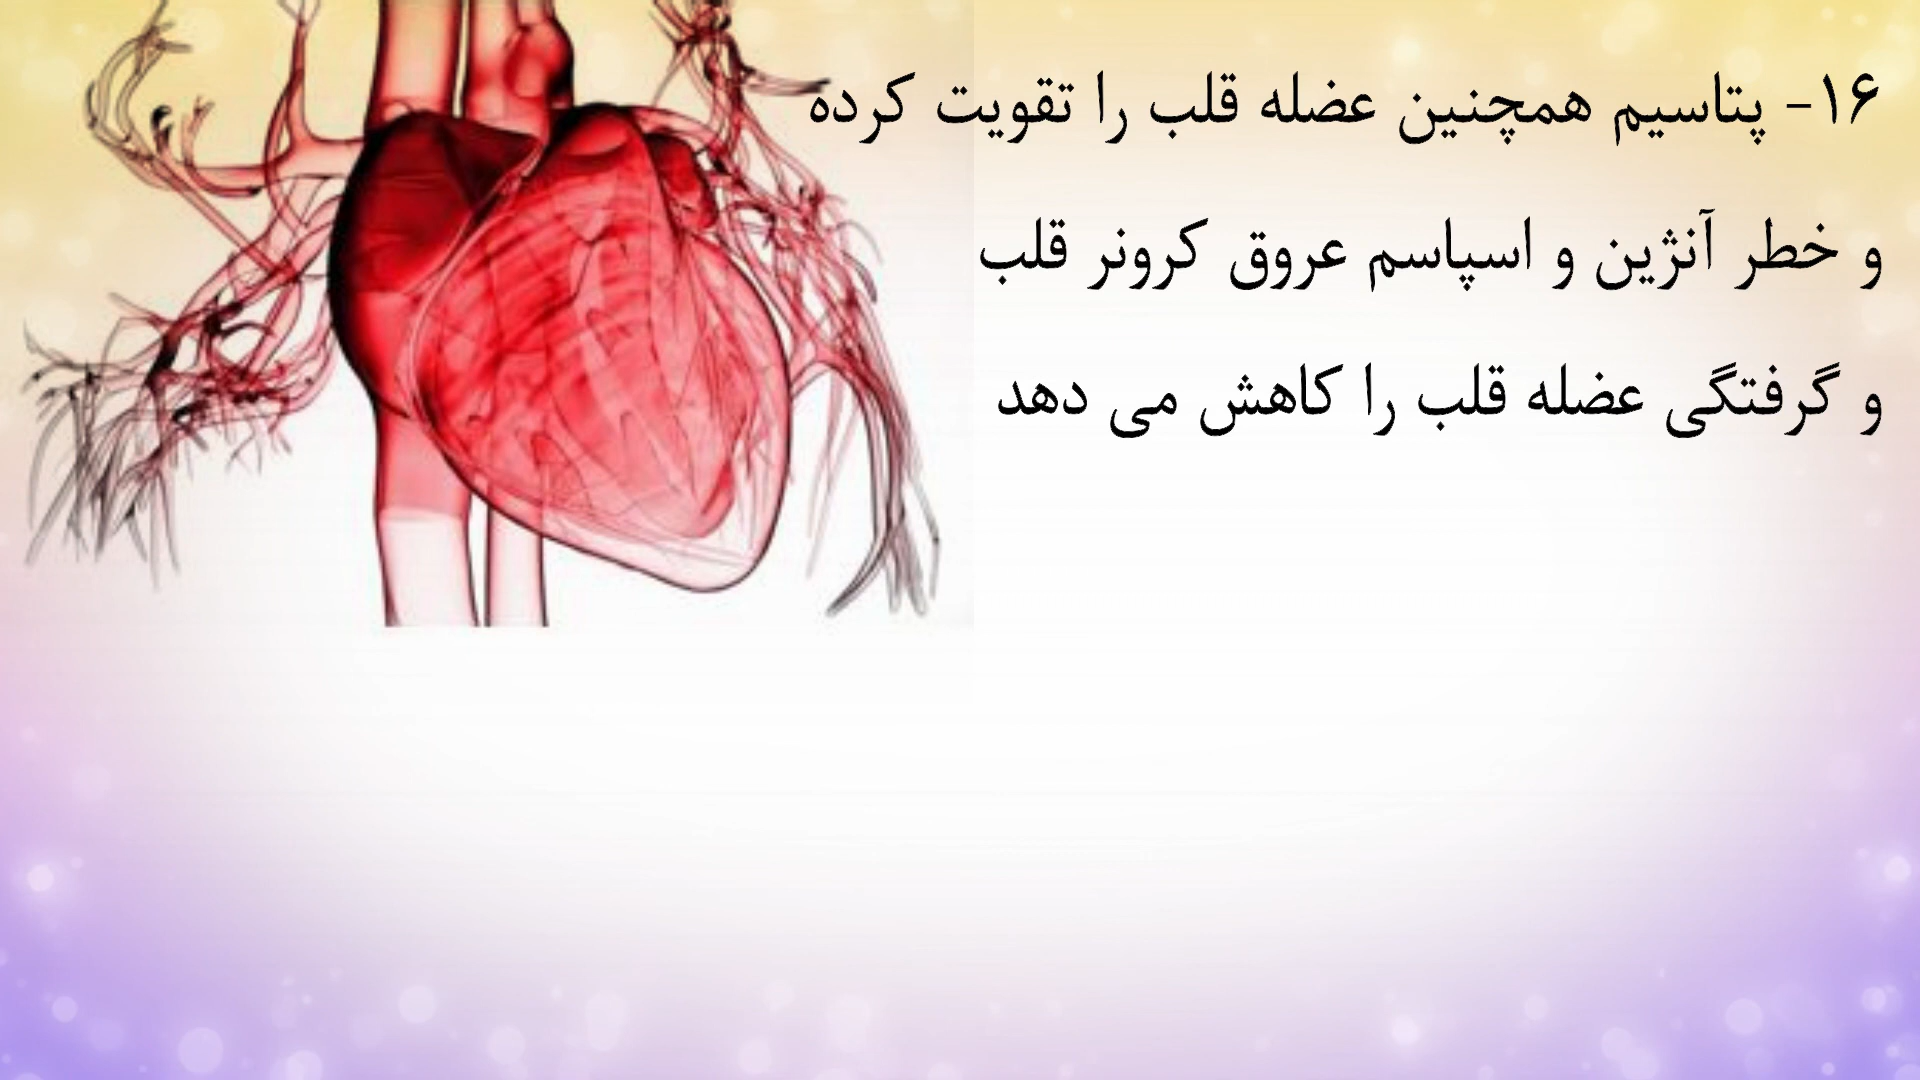 ۱۶- پتاسیم همچنین عضله قلب را تقویت کرده
و خطر آنژین و اسپاسم عروق کرونر قلب
و گرفتگی عضله قلب را کاهش می دهد